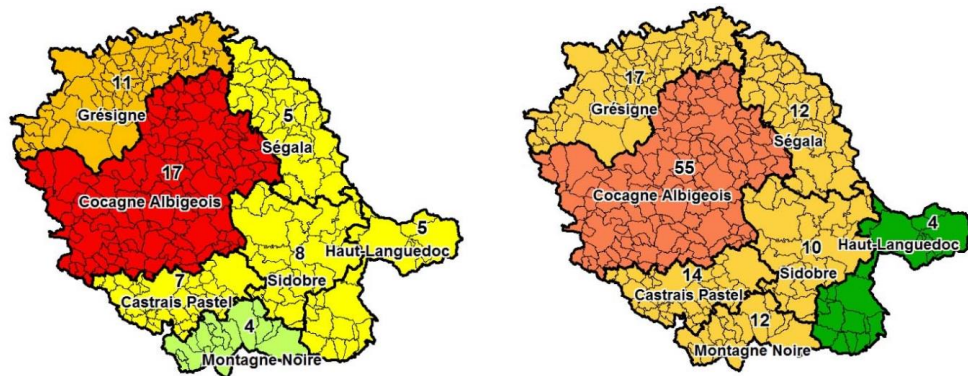 11
Grésigne
5
Ségala
17
Cocagne Albigeois
5
Haut-Languedoc
8
Sidobre
7
Castrais Pastel
4
Montagne Noire
17
Grésigne
12
Ségala
55
Cocagne Albigeois
4
Haut-Languedoc
10
Sidobre
14
Castrais Pastel
12
Montagne Noire